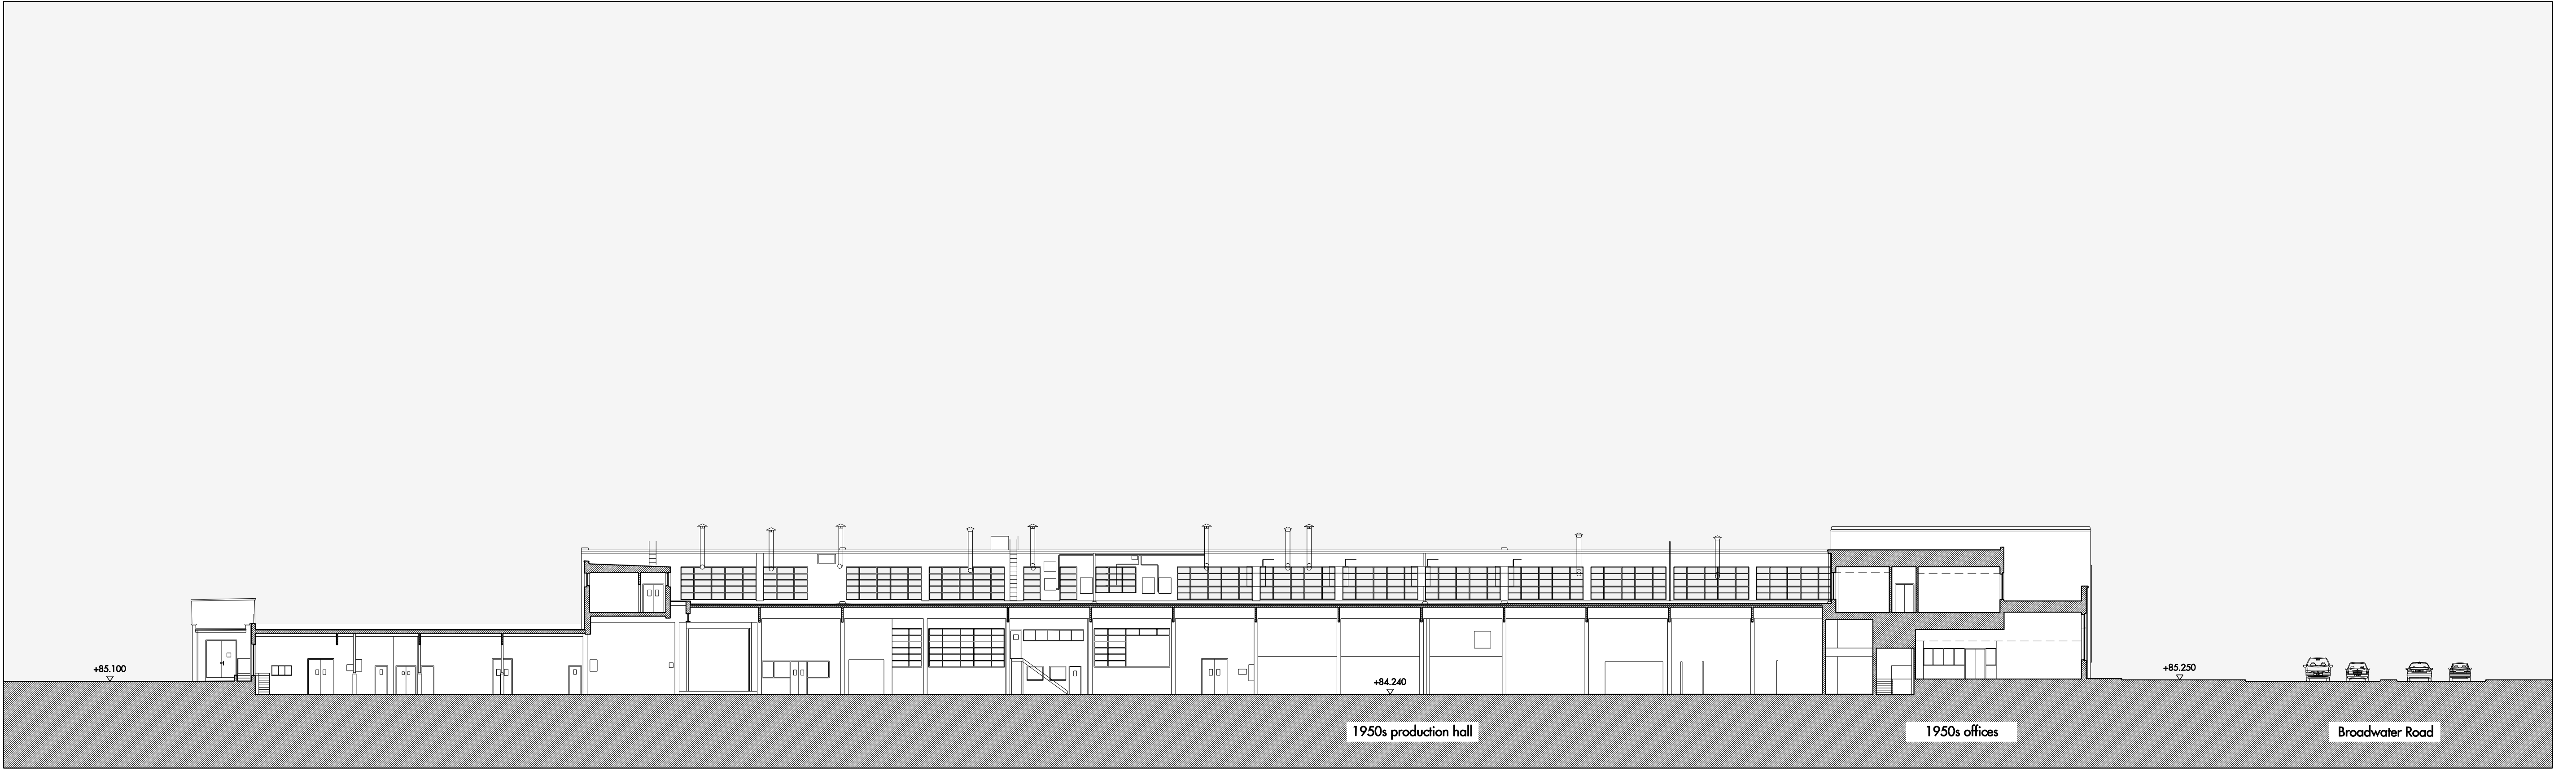 +85.100
+84.240
+85.250
1950s production hall
1950s offices
Broadwater Road